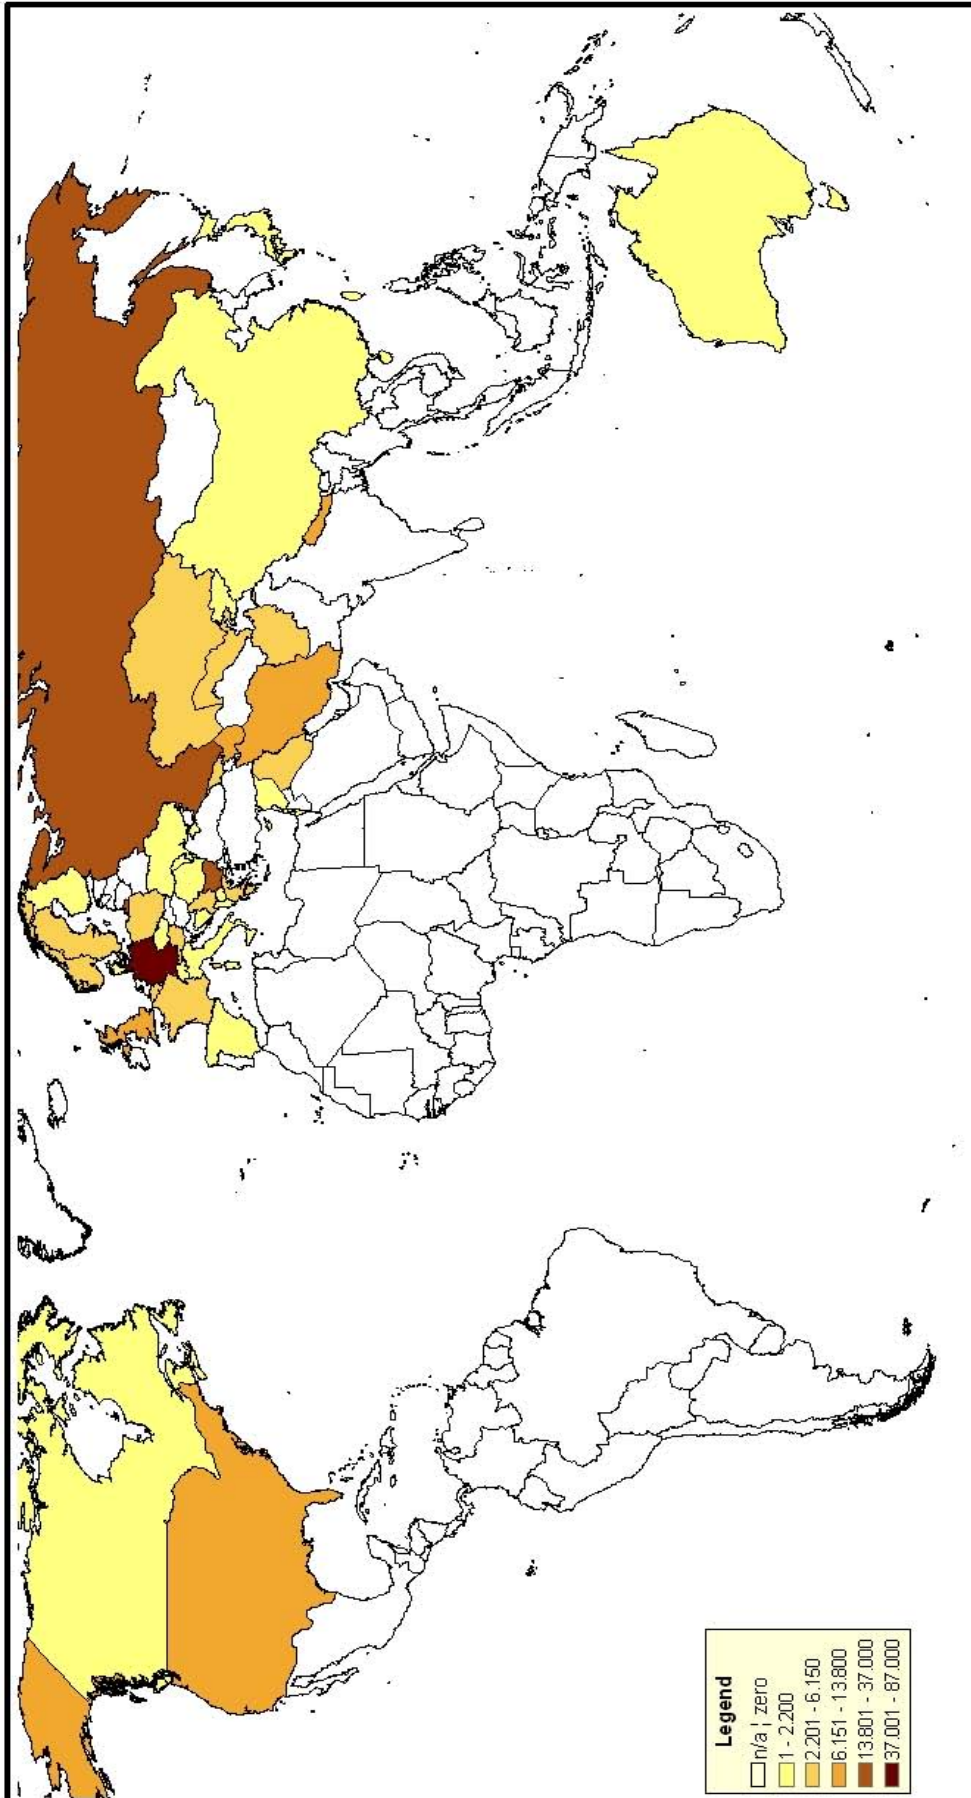 Legend
n/a ¦ zero
1 - 2.200
2.201 - 6.150
6.151 - 13.800
13.801 - 37.000
37.001 - 87.000